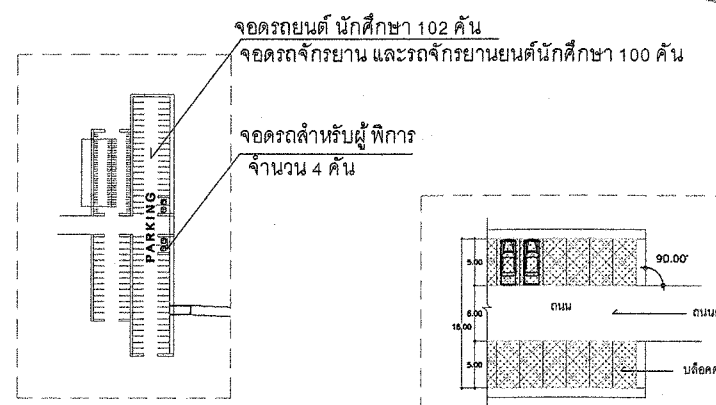 จอดรถยนต์ นักศึกษา 102 คัน
จอดรถจักรยาน และรถจักรยานยนต์นักศึกษา 100 คัน
จอดรถสำหรับผู้ พิการ
จำนวน 4 คัน
PARKING
5.00
90.00°
6.00
ถนน
16.00
5.00